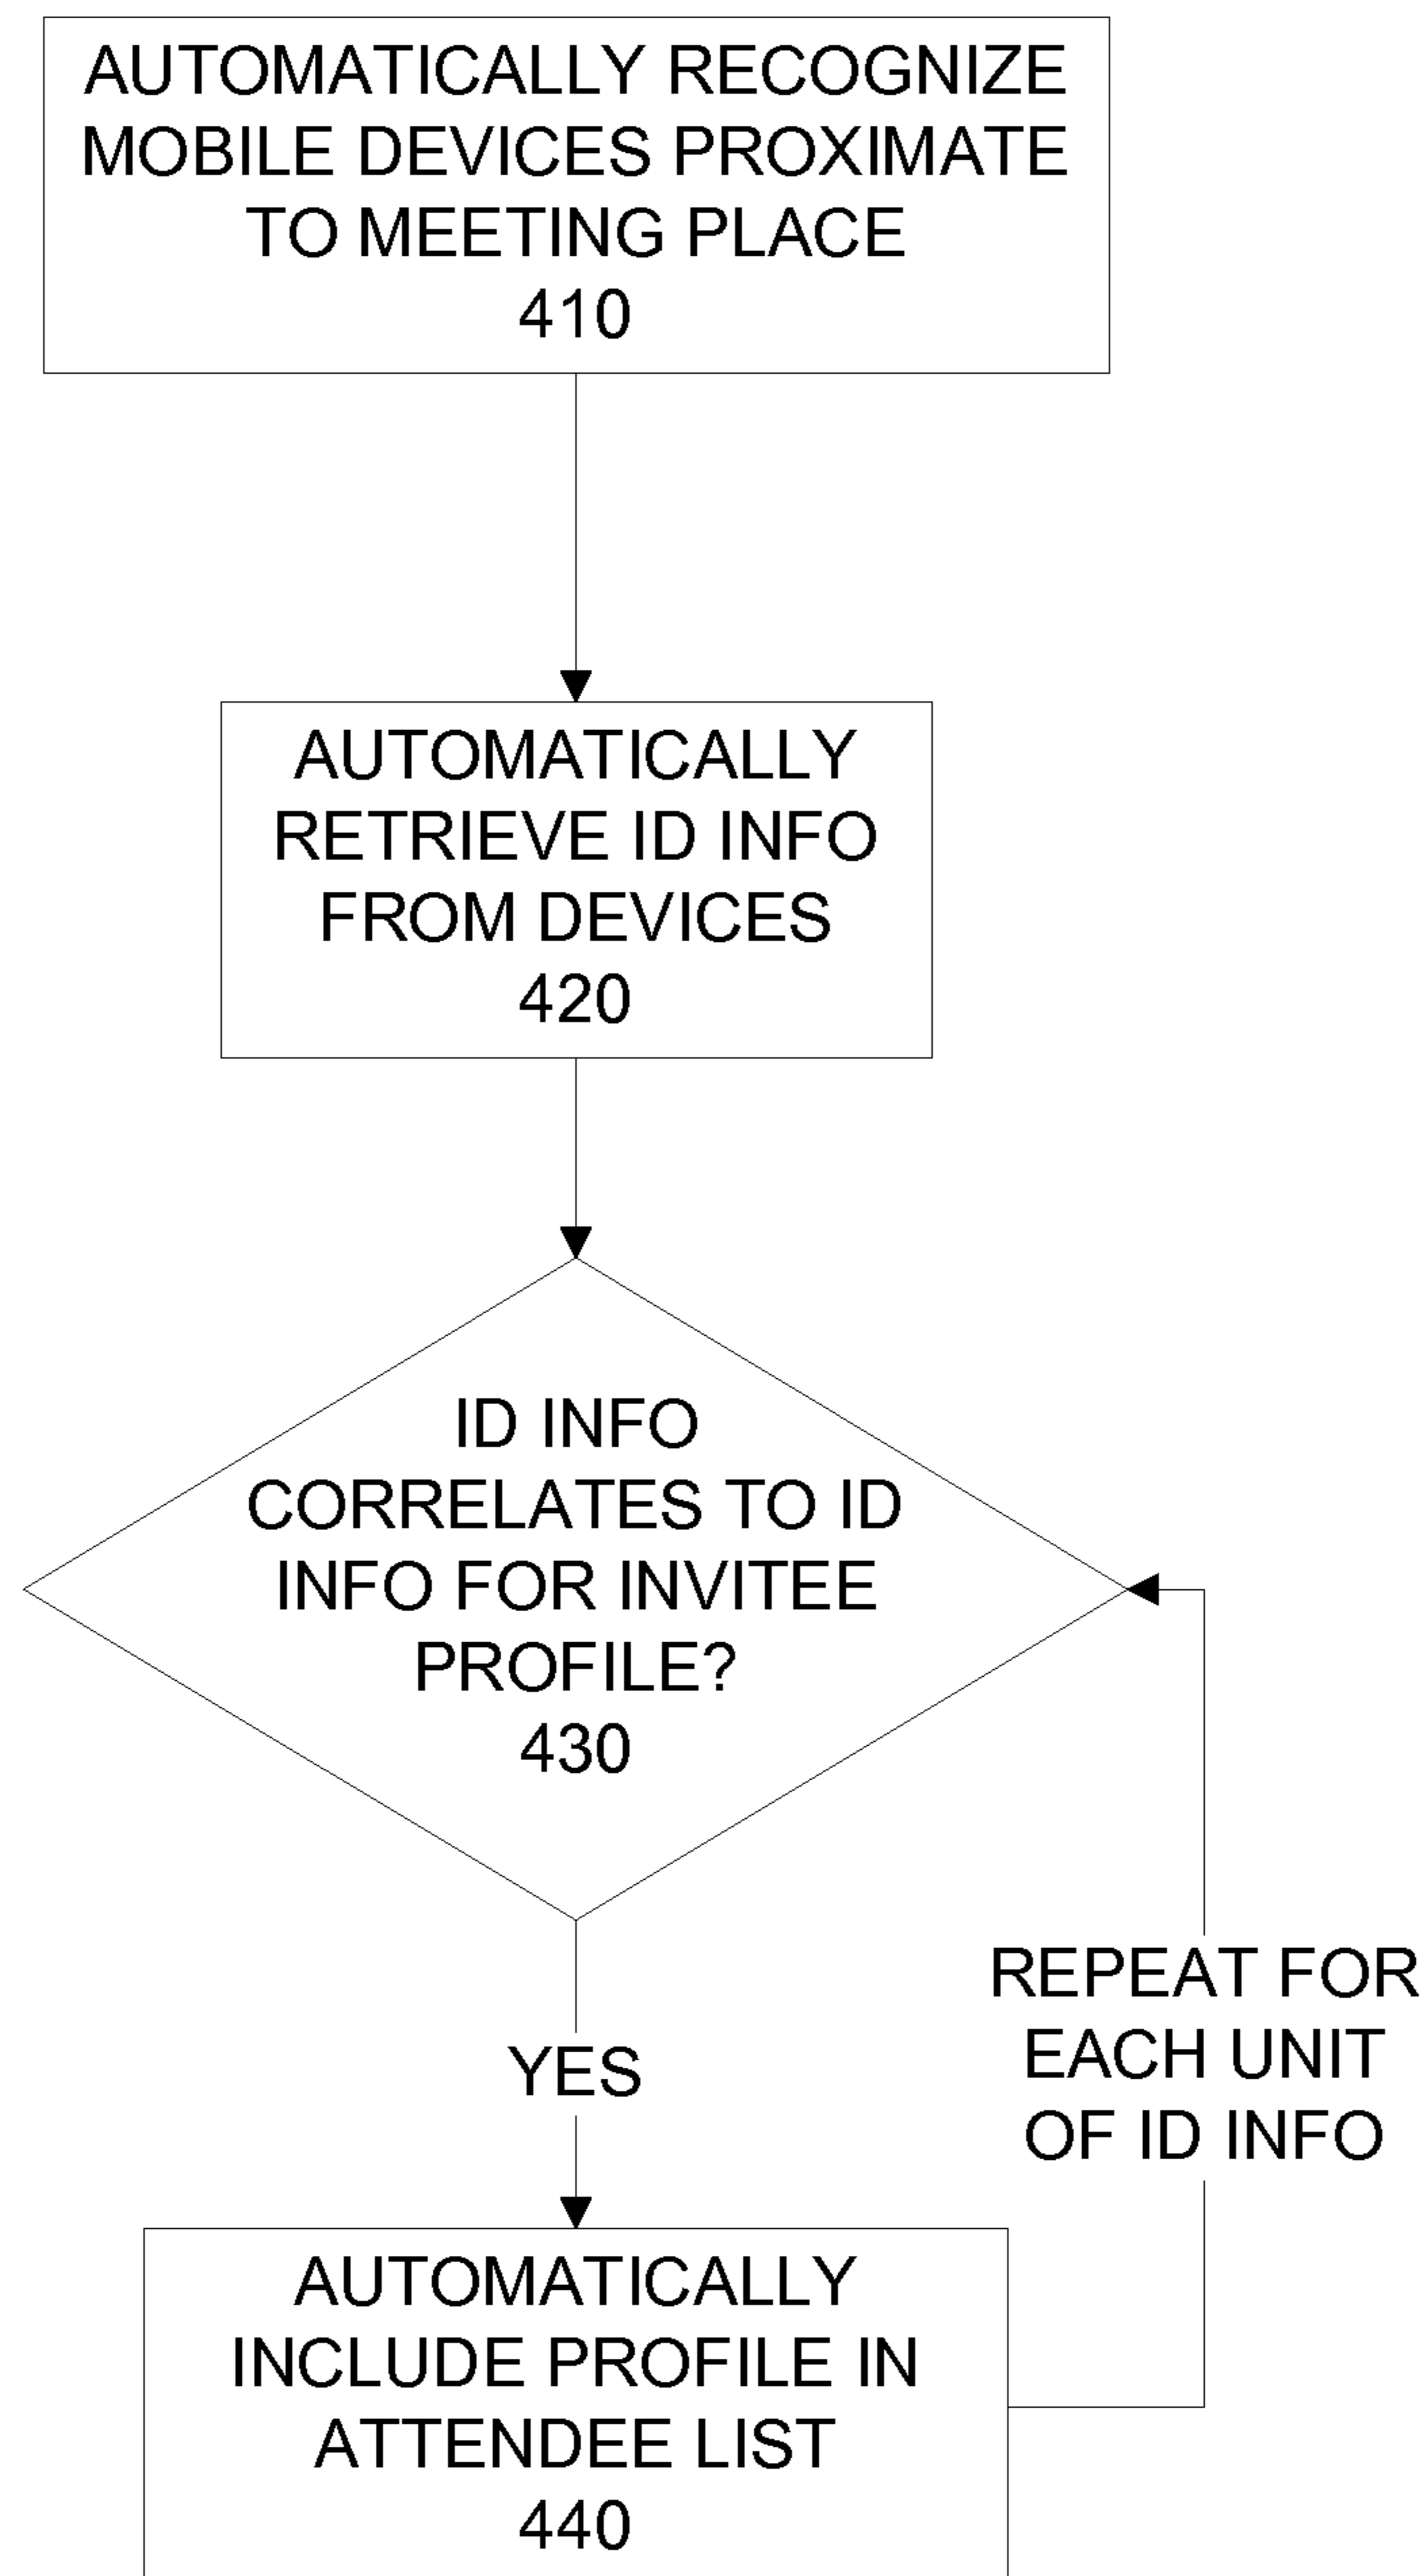 AUTOMATICALLY RECOGNIZE
MOBILE DEVICES PROXIMATE
TO MEETING PLACE
410
AUTOMATICALLY
RETRIEVE ID INFO
FROM DEVICES
420
ID INFO
CORRELATES TO ID
INFO FOR INVITEE
PROFILE?
430
YES
REPEAT FOR
EACH UNIT
OF ID INFO
AUTOMATICALLY
INCLUDE PROFILE IN
ATTENDEE LIST
440